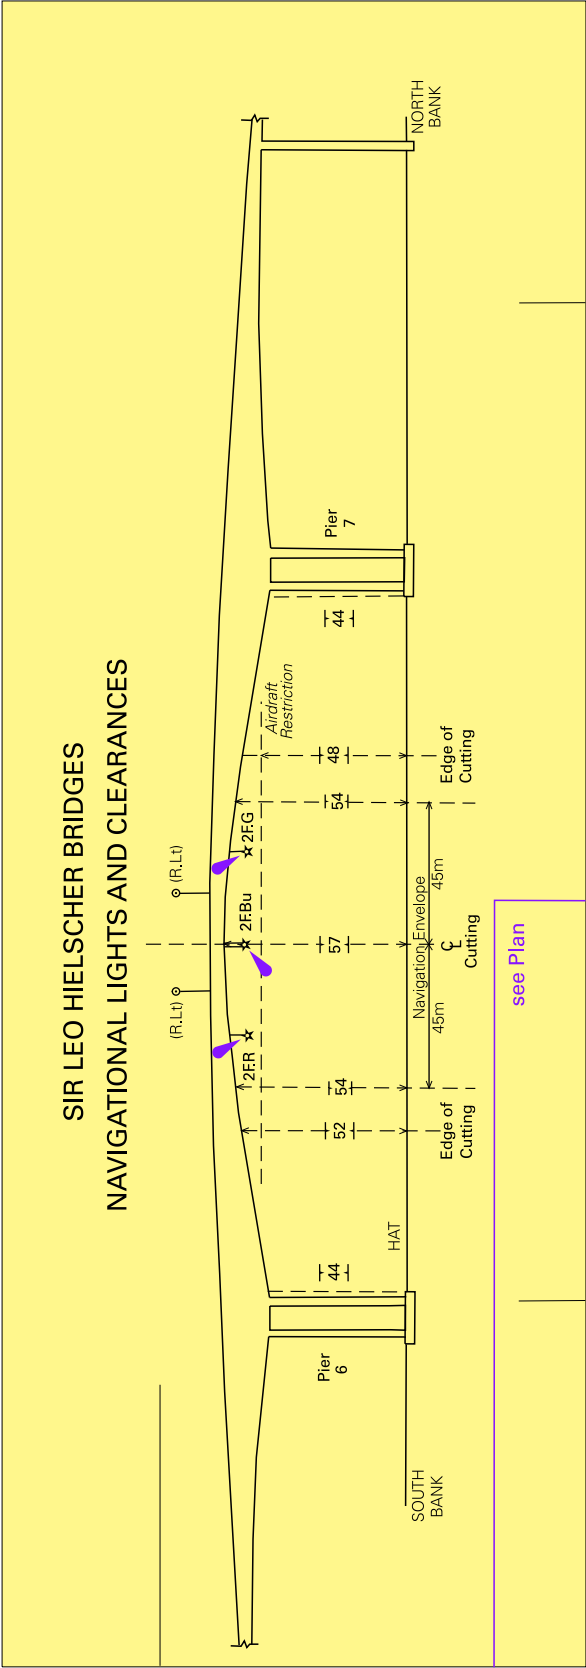 SIR LEO HIELSCHER BRIDGES
NAVIGATIONAL LIGHTS AND CLEARANCES
(R.Lt)
(R.Lt)
2F.R
2F.Bu
2F.G
Airdraft
Restriction
Pier
6
44
52
54
57
54
48
44
Pier
7
HAT
Navigation Envelope
45m
45m
SOUTH
BANK
Edge of
Cutting
CL
Cutting
Edge of
Cutting
NORTH
BANK
see Plan